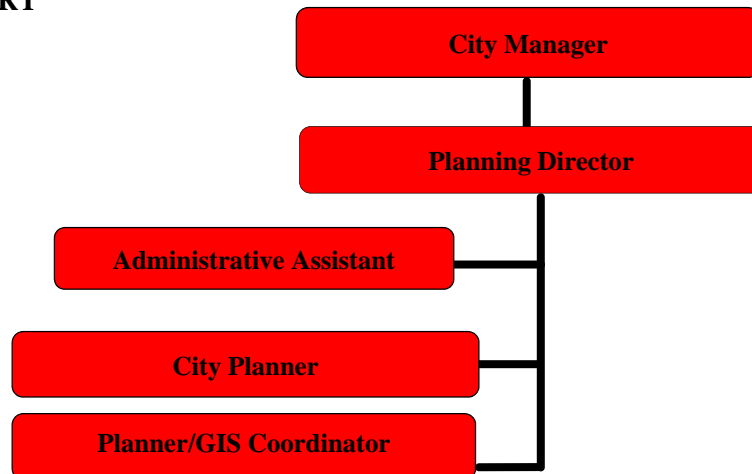 City Manager
Planning Director
Administrative Assistant
City Planner
Planner/GIS Coordinator